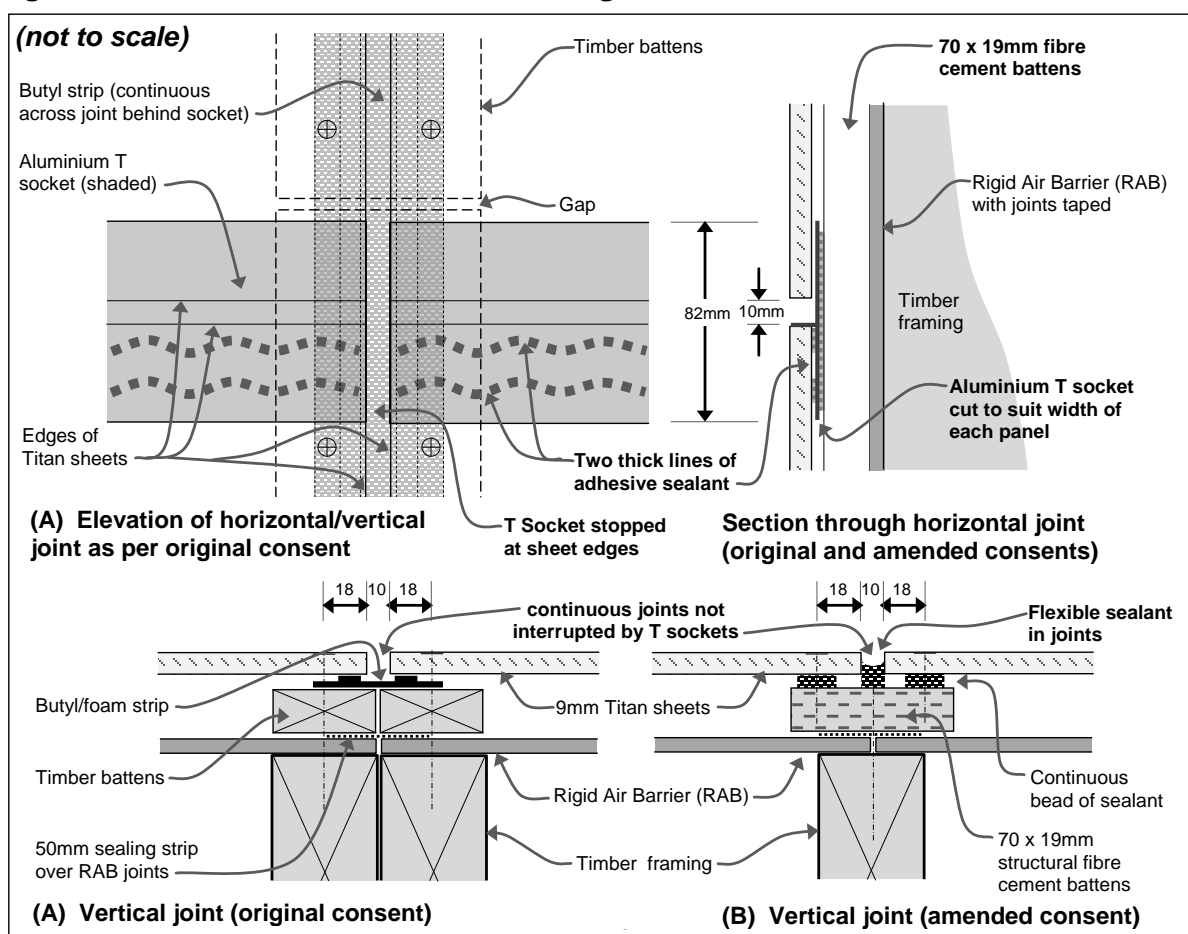 (not to scale)
Timber battens
Butyl strip (continuous
across joint behind socket)
Aluminium T
socket (shaded)
Gap
Edges of
Titan sheets
Two thick lines of
adhesive sealant
T Socket stopped
at sheet edges
(A) Elevation of horizontal/vertical
joint as per original consent
70 x 19mm fibre
cement battens
Rigid Air Barrier (RAB)
with joints taped
82mm
10mm
Timber
framing
Aluminium T socket
cut to suit width of
each panel
Section through horizontal joint
(original and amended consents)
18 10 18
continuous joints not
interrupted by T sockets
Butyl/foam strip
9mm Titan sheets
Timber battens
Rigid Air Barrier (RAB)
50mm sealing strip
over RAB joints
Timber framing
(A) Vertical joint (original consent)
18 10 18
Flexible sealant
in joints
Continuous
bead of sealant
70 x 19mm
structural fibre
cement battens
(B) Vertical joint (amended consent)